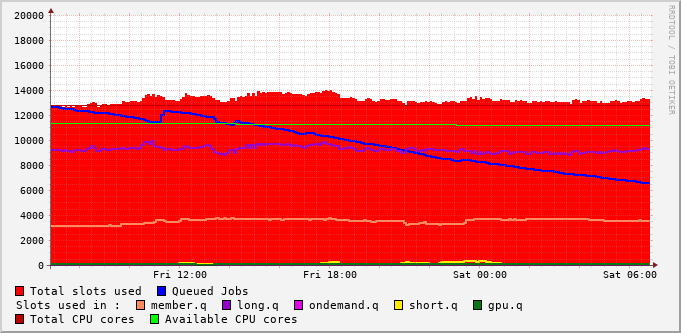 20000
18000
16000
14000
12000
10000
8000
6000
4000
2000
0
Fri 12:00 Fri 18:00 Sat 00:00 Sat 06:00
RRDTOOL / TOBI OETIKER
Total slots used Queued Jobs
Slots used in : member.q long.q ondemand.q short.q gpu.q
Total CPU cores Available CPU cores